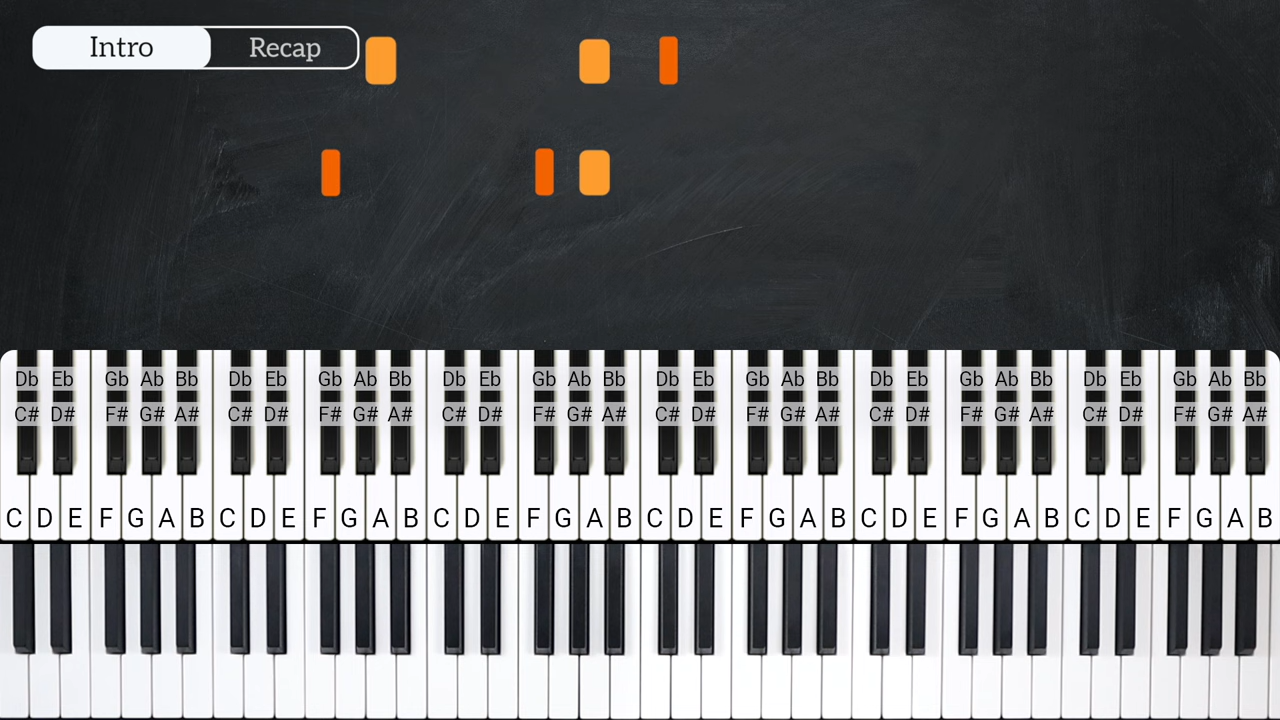 Intro Recap
Db Eb Gb Ab Bb Db Eb Gb Ab Bb Db Eb Gb Ab Bb Db Eb Gb Ab Bb Db Eb Gb Ab Bb Db Eb Gb Ab Bb
C# D# F# G# A# C# D# F# G# A# C# D# F# G# A# C# D# F# G# A# C# D# F# G# A# C# D# F# G# A#
C D E F G A B C D E F G A B C D E F G A B C D E F G A B C D E F G A B C D E F G A B